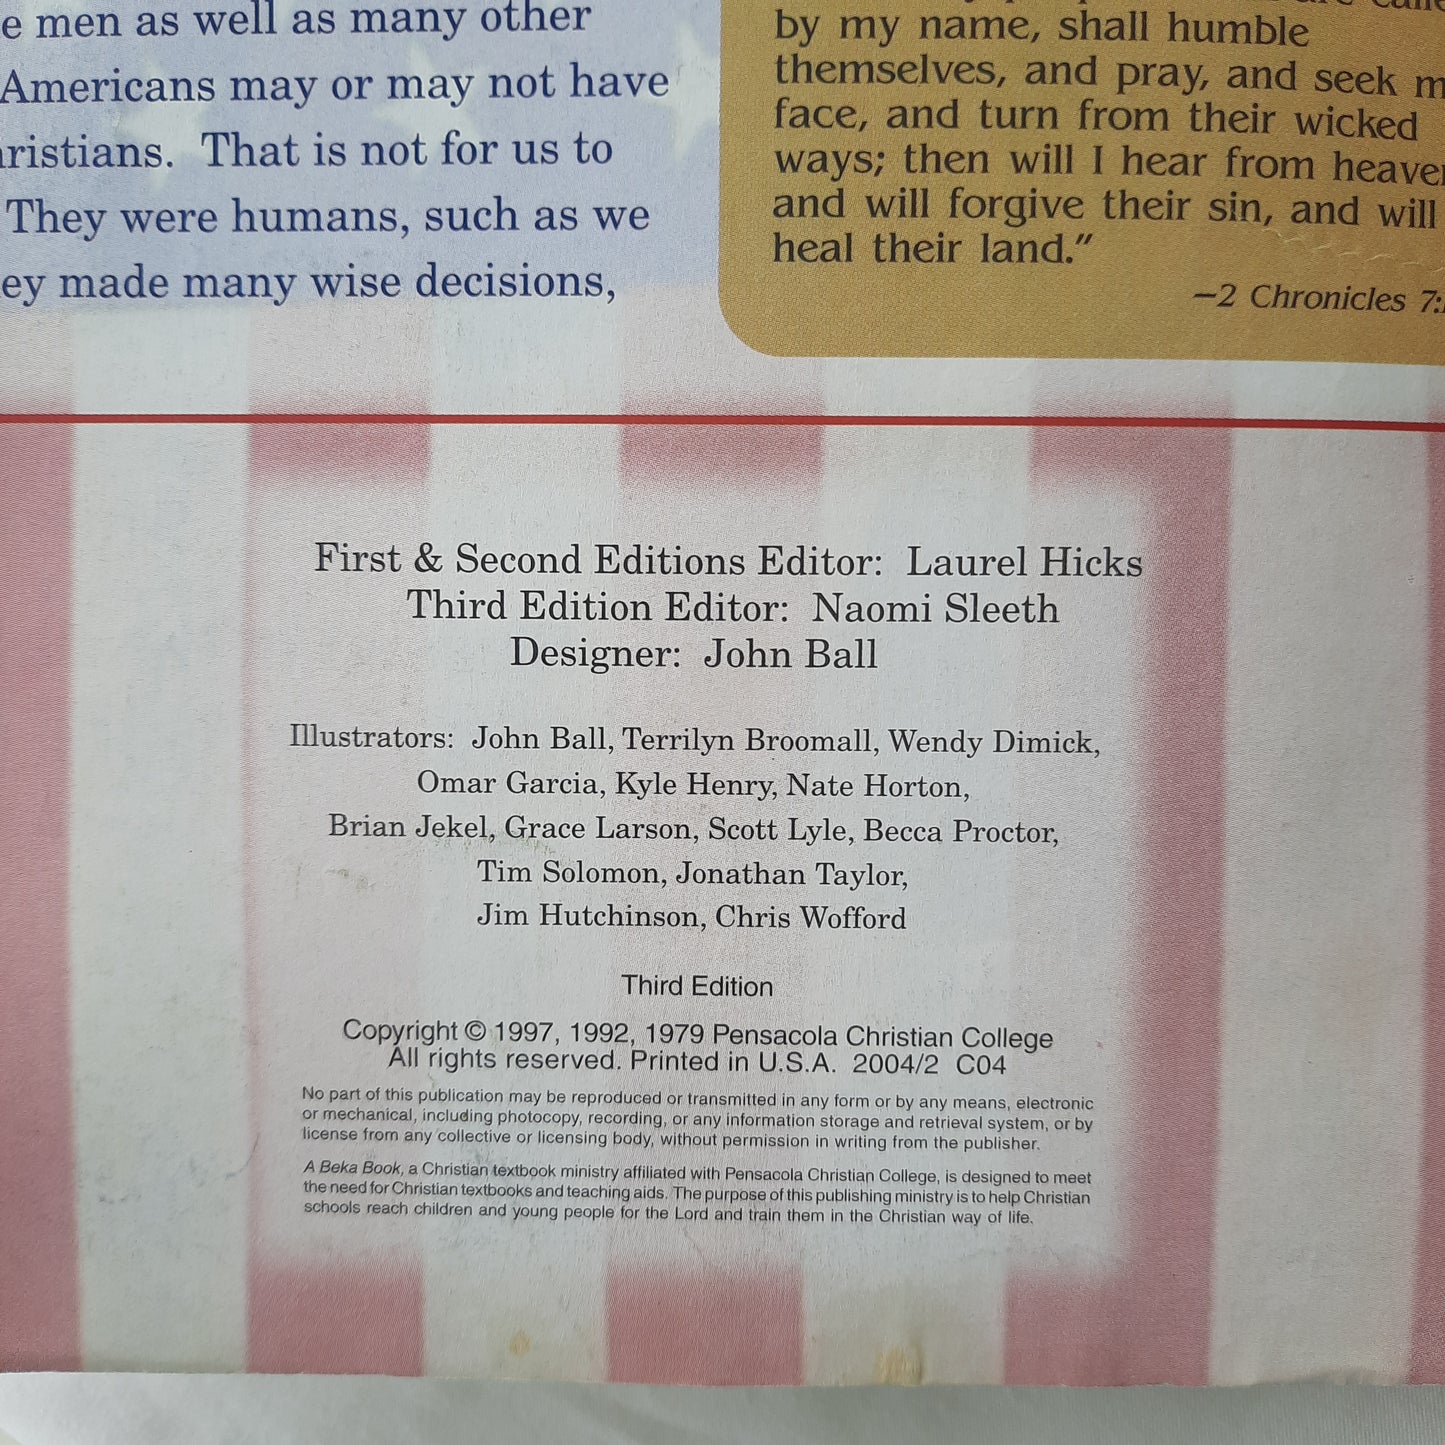 men as well as many other
Americans may or may not have
That is not for us to
They were humans, such as we
made many wise decisions,
by my name, shall humble
themselves, and pray, and seek
face, and turn from their wicked
ways; then will I hear from
and will forgive their sin, and will
heal their land.”
—2 Chronicles
First & Second Editions Editor: Laurel Hicks
Third Edition Editor: Naomi Sleeth
Designer: John Ball
Illustrators: John Ball, Terrilyn Broomall, Wendy Dimick,
Omar Garcia, Kyle Henry, Nate Horton,
Brian Jekel, Grace Larson, Scott Lyle, Becca Proctor,
Tim Solomon, Jonathan Taylor,
Jim Hutchinson, Chris Wofford
Third Edition
Copyright © 1997, 1992, 1979 Pensacola Christian College
All rights reserved. Printed in U.S.A. 2004/2 C04
No part of this publication may be reproduced or transmitted in any form or by any means, electronic
or mechanical, including photocopy, recording, or any information storage and retrieval system, or by
license from any collective or licensing body, without permission in writing from the publisher.
A Beka Book, a Christian textbook ministry affiliated with Pensacola Christian College, is designed to meet
the need for Christian textbooks and teaching aids. The purpose of this publishing ministry is to help Christian
schools reach children and young people for the Lord and train them in the Christian way of life.